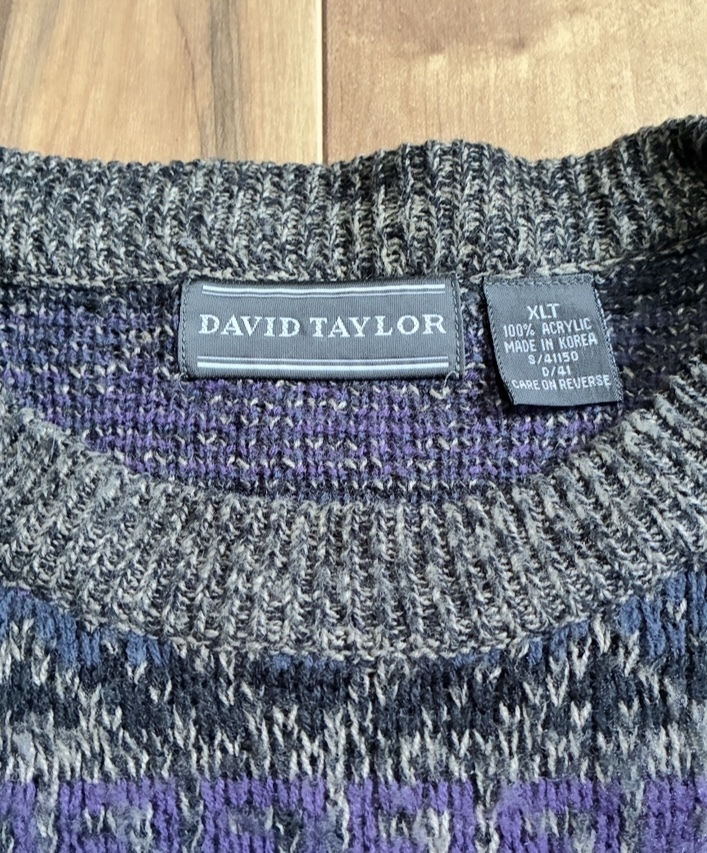 DAVID TAYLOR
XLT
100% ACRYLIC
MADE IN KOREA
S/41150
D/41
CARE ON REVERSE